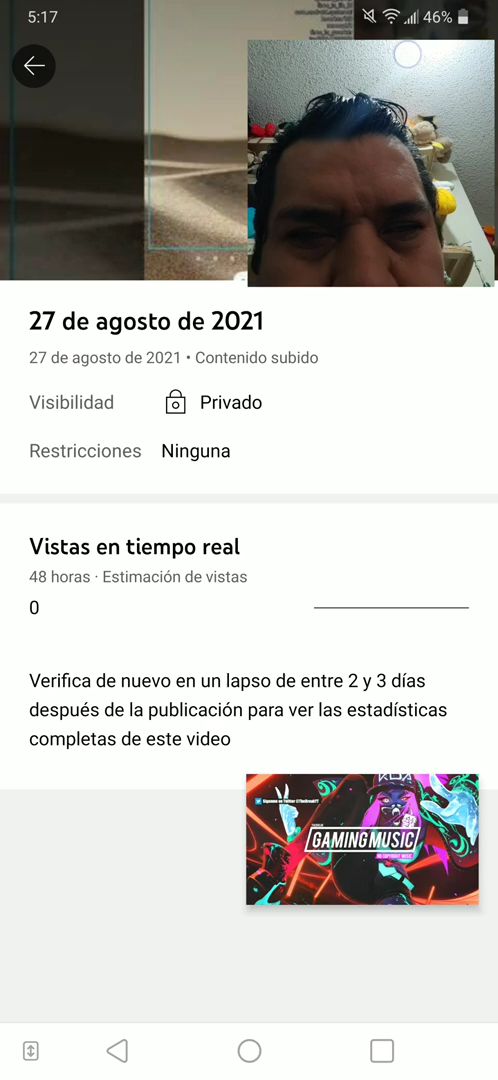 5:17
46%
27 de agosto de 2021
27 de agosto de 2021 • Contenido subido
Visibilidad Privado
Restricciones Ninguna
Vistas en tiempo real
48 horas · Estimación de vistas
0
Verifica de nuevo en un lapso de entre 2 y 3 días
después de la publicación para ver las estadísticas
completas de este video
GAMING MUSIC